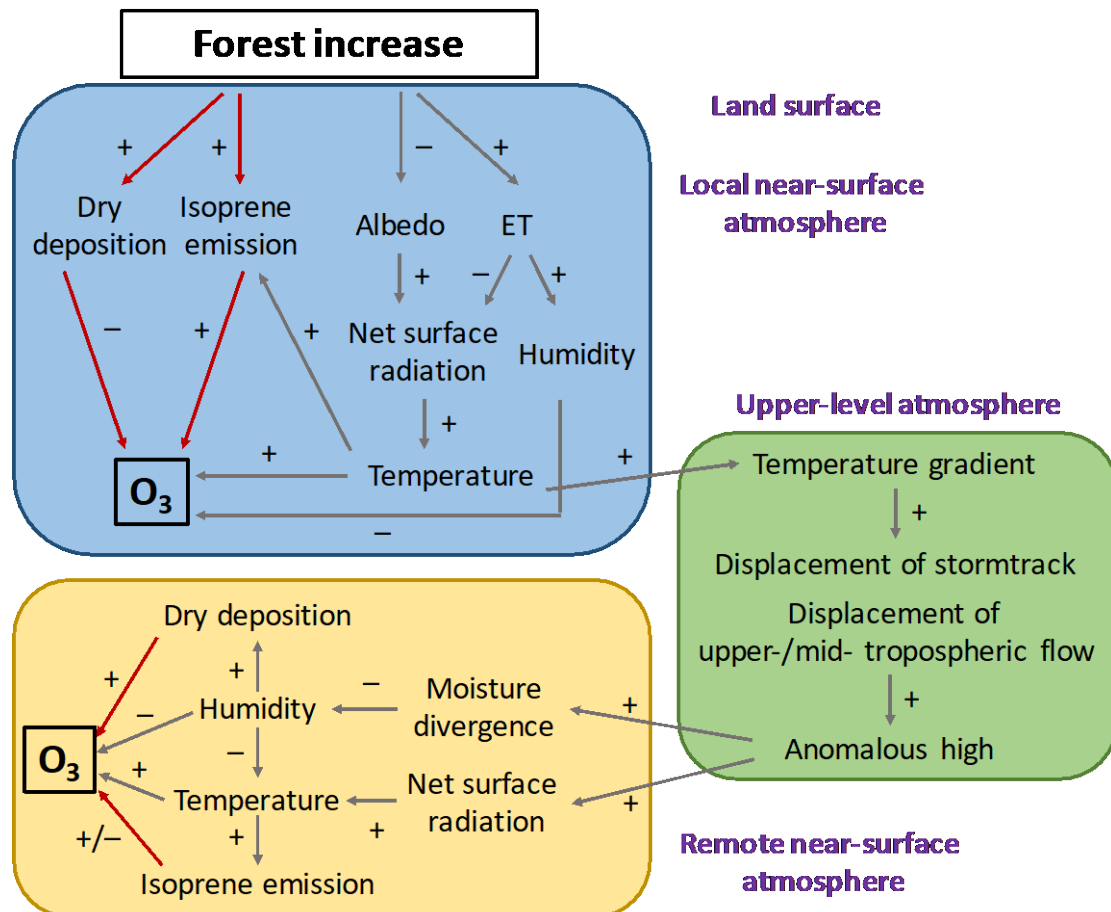 Forest increase
Land surface
Local near-surface
atmosphere
+
+
–
+
Dry
deposition
Isoprene
emission
Albedo
ET
+
–
+
–
+
+
Net surface
radiation
Humidity
+
+
Temperature
O₃
–
Upper-level atmosphere
+
Temperature gradient
+
Displacement of stormtrack
Displacement of
upper-/mid- tropospheric flow
+
Anomalous high
Dry deposition
+
+
–
Humidity
–
Moisture
divergence
+
O₃
–
+
Temperature
+
Net surface
radiation
+
+/–
+
Isoprene emission
Remote near-surface
atmosphere